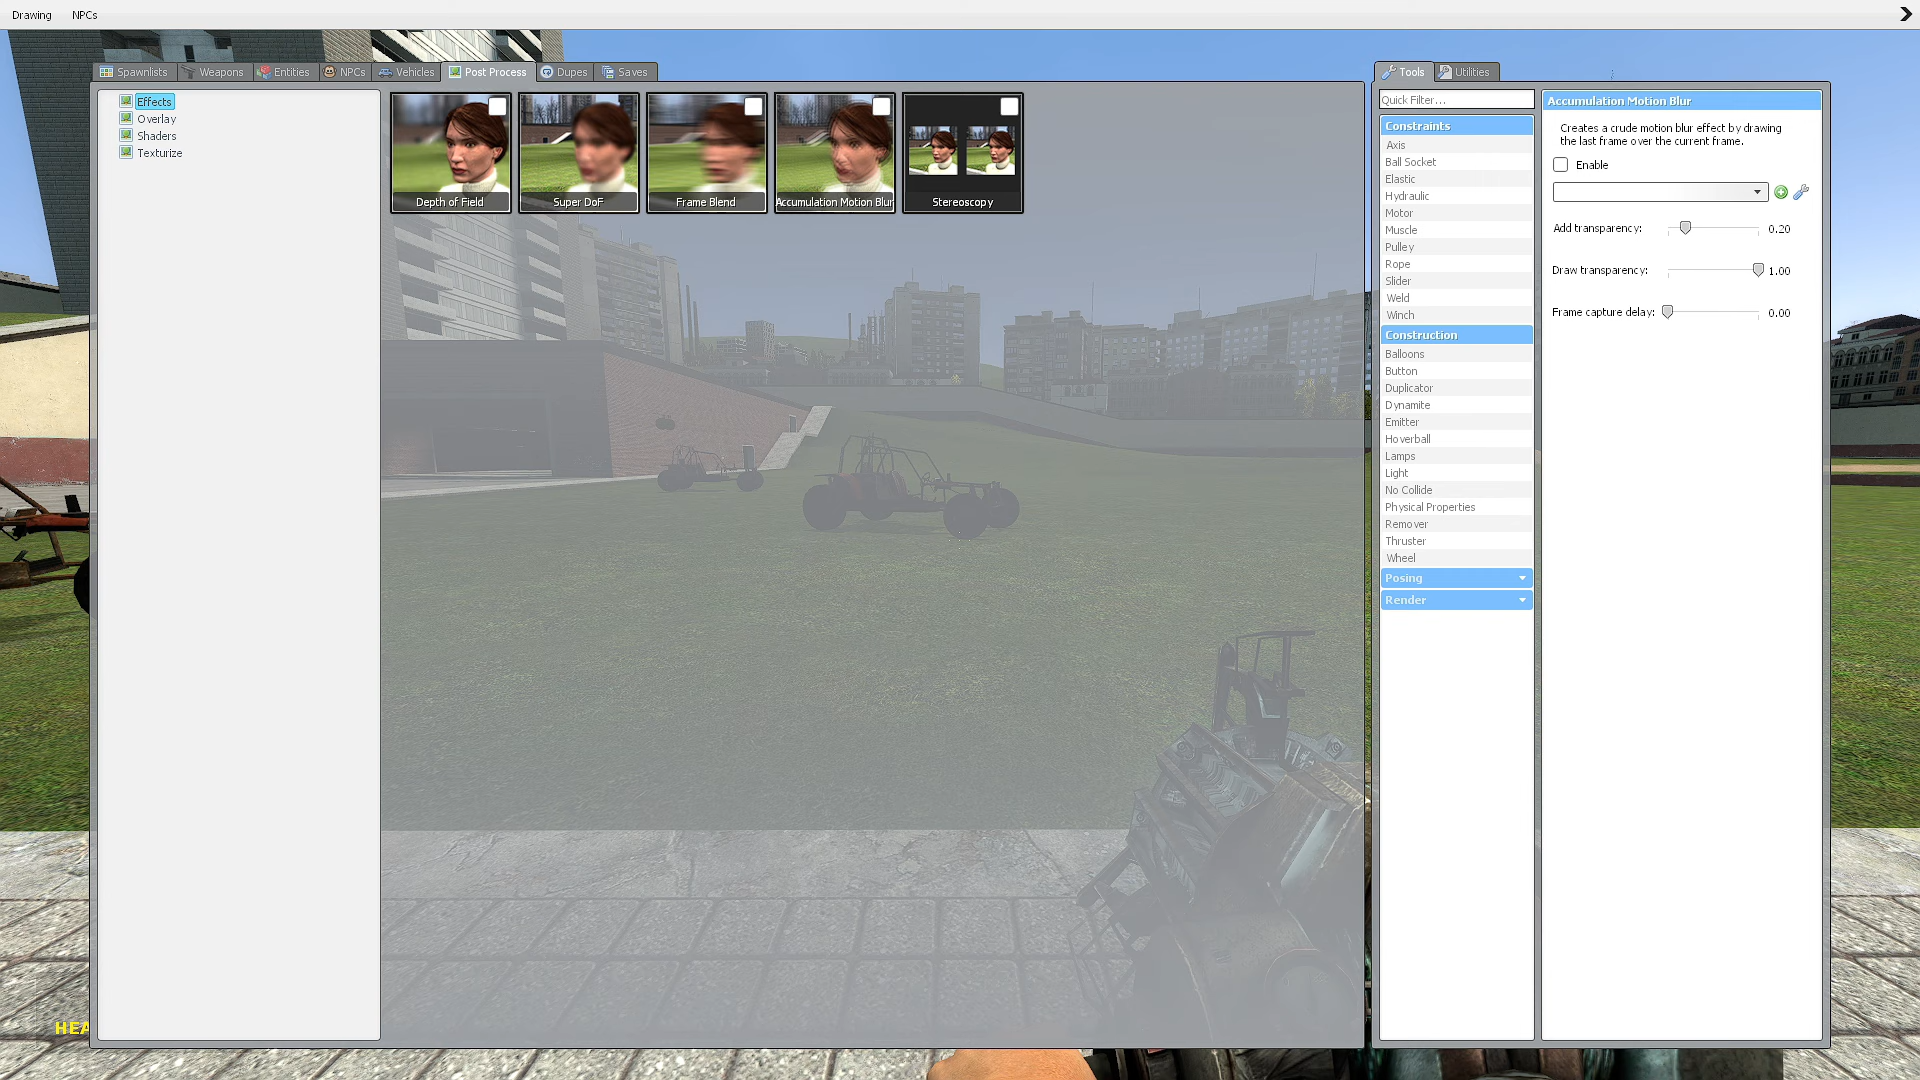 Drawing NPCs
Spawnlists Weapons Entities NPCs Vehicles Post Process Dupes Saves
Effects
Overlay
Shaders
Texturize
Depth of Field
Super DoF
Frame Blend
Accumulation Motion Blur
Stereoscopy
Tools Utilities
Quick Filter...
Constraints
Axis
Ball Socket
Elastic
Hydraulic
Motor
Muscle
Pulley
Rope
Slider
Weld
Winch
Construction
Balloons
Button
Duplicator
Dynamite
Emitter
Hoverball
Lamps
Light
No Collide
Physical Properties
Remover
Thruster
Wheel
Posing
Render
Accumulation Motion Blur
Creates a crude motion blur effect by drawing
the last frame over the current frame.
Enable
Add transparency: 0.20
Draw transparency: 1.00
Frame capture delay: 0.00
HEA